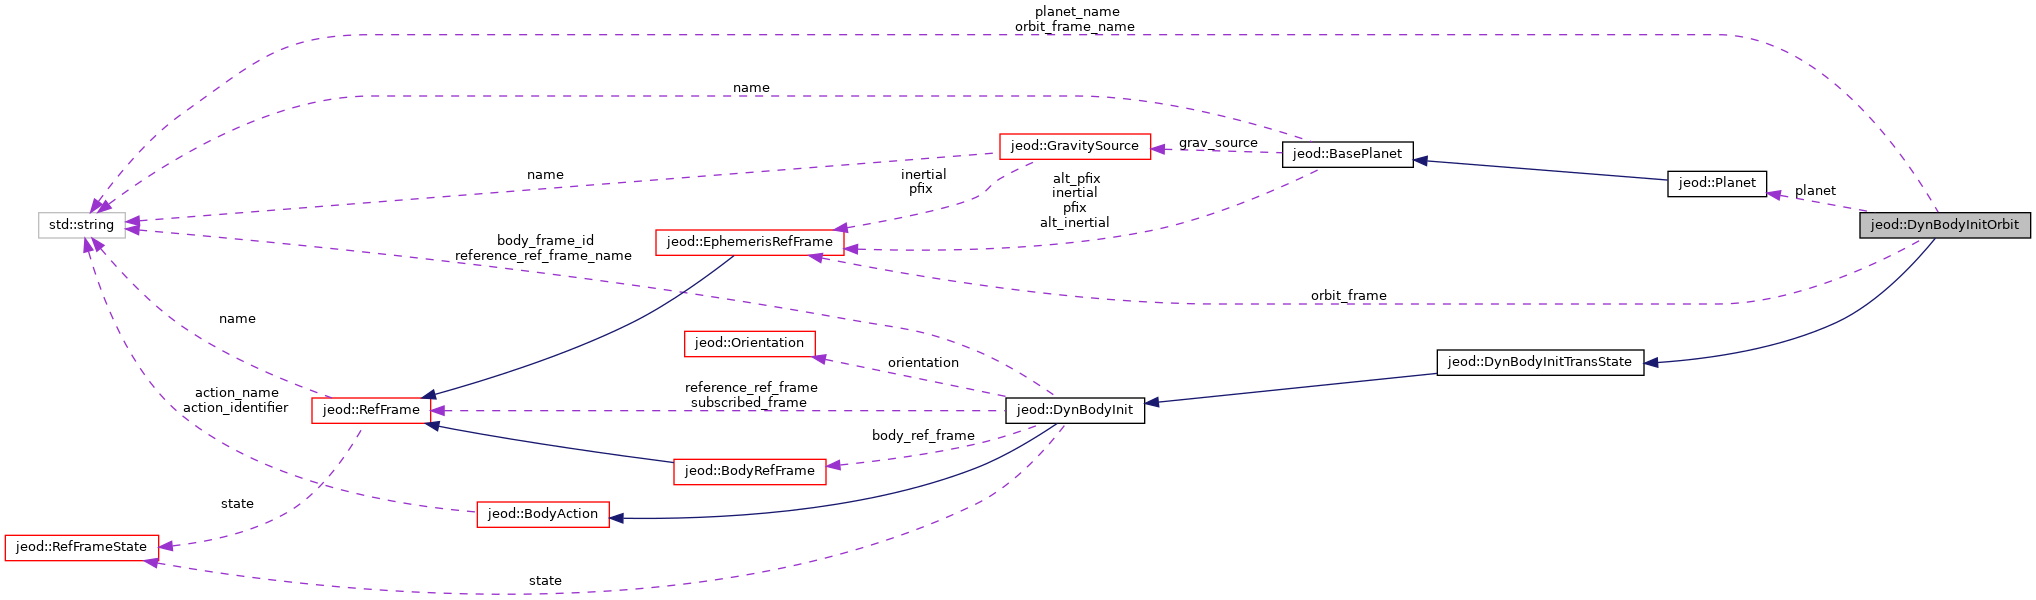 planet_name
orbit_frame_name
name
jeod::GravitySource
grav_source
jeod::BasePlanet
name
inertial
pfix
alt_pfix
inertial
pfix
alt_inertial
jeod::Planet
planet
std::string
jeod::DynBodyInitOrbit
body_frame_id
reference_ref_frame_name
jeod::EphemerisRefFrame
orbit_frame
name
jeod::Orientation
orientation
jeod::DynBodyInitTransState
action_name
action_identifier
jeod::RefFrame
reference_ref_frame
subscribed_frame
jeod::DynBodyInit
body_ref_frame
jeod::BodyRefFrame
state
jeod::BodyAction
jeod::RefFrameState
state